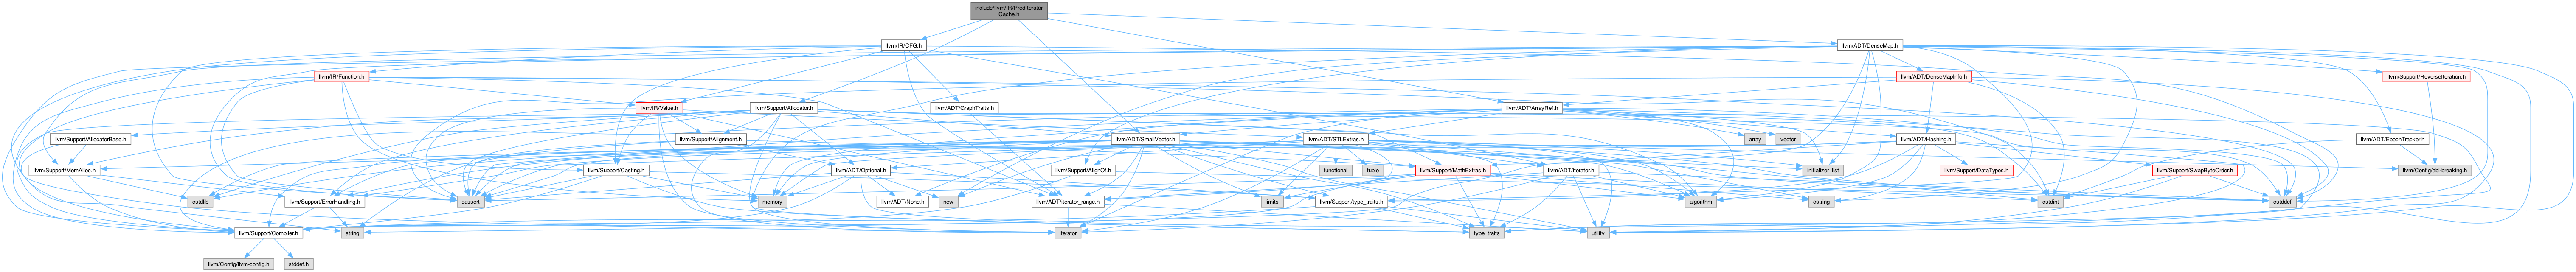 include/llvm/IR/PredIterator
Cache.h
llvm/IR/CFG.h
llvm/ADT/DenseMap.h
llvm/IR/Function.h
llvm/ADT/DenseMapInfo.h
llvm/Support/ReverseIteration.h
llvm/IR/Value.h
llvm/Support/Allocator.h
llvm/ADT/GraphTraits.h
llvm/ADT/ArrayRef.h
llvm/Support/AllocatorBase.h
llvm/Support/Alignment.h
llvm/ADT/SmallVector.h
llvm/ADT/STLExtras.h
array
vector
llvm/ADT/Hashing.h
llvm/ADT/EpochTracker.h
llvm/Support/MemAlloc.h
llvm/Support/Casting.h
llvm/ADT/Optional.h
llvm/Support/AlignOf.h
functional
tuple
llvm/Support/MathExtras.h
llvm/ADT/iterator.h
initializer_list
llvm/Support/DataTypes.h
llvm/Support/SwapByteOrder.h
llvm/Config/abi-breaking.h
cstdlib
llvm/Support/ErrorHandling.h
cassert
memory
llvm/ADT/None.h
new
llvm/ADT/iterator_range.h
limits
llvm/Support/type_traits.h
algorithm
cstring
cstdint
cstddef
llvm/Support/Compiler.h
string
iterator
type_traits
utility
llvm/Config/llvm-config.h
stddef.h